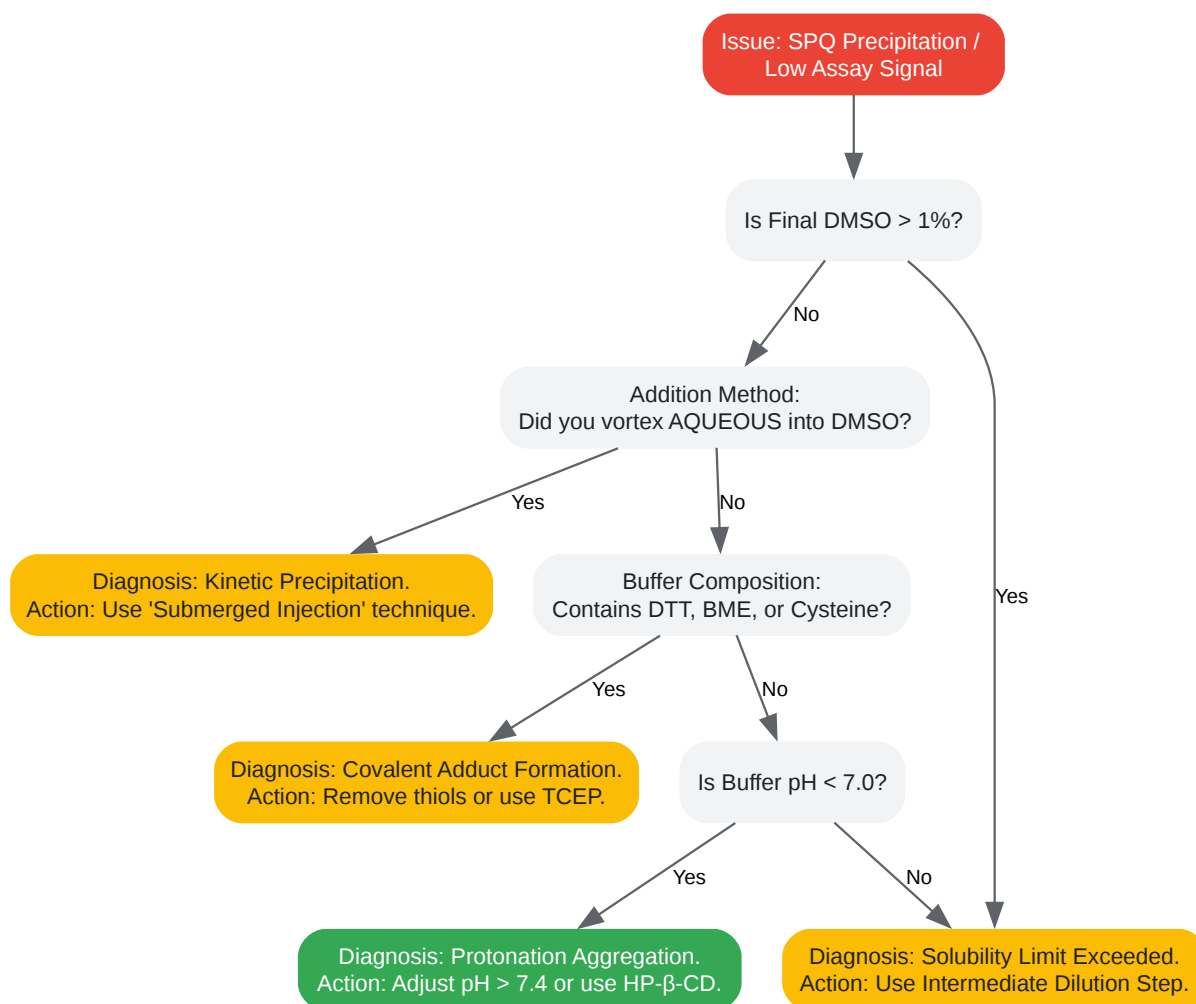 Issue: SPQ Precipitation /
Low Assay Signal
Is Final DMSO > 1%?
No
Addition Method:
Did you vortex AQUEOUS into DMSO?
Yes
No
Yes
Diagnosis: Kinetic Precipitation.
Action: Use 'Submerged Injection' technique.
Buffer Composition:
Contains DTT, BME, or Cysteine?
Yes
No
Diagnosis: Covalent Adduct Formation.
Action: Remove thiols or use TCEP.
Is Buffer pH < 7.0?
Yes
No
Diagnosis: Protonation Aggregation.
Action: Adjust pH > 7.4 or use HP-β-CD.
Diagnosis: Solubility Limit Exceeded.
Action: Use Intermediate Dilution Step.